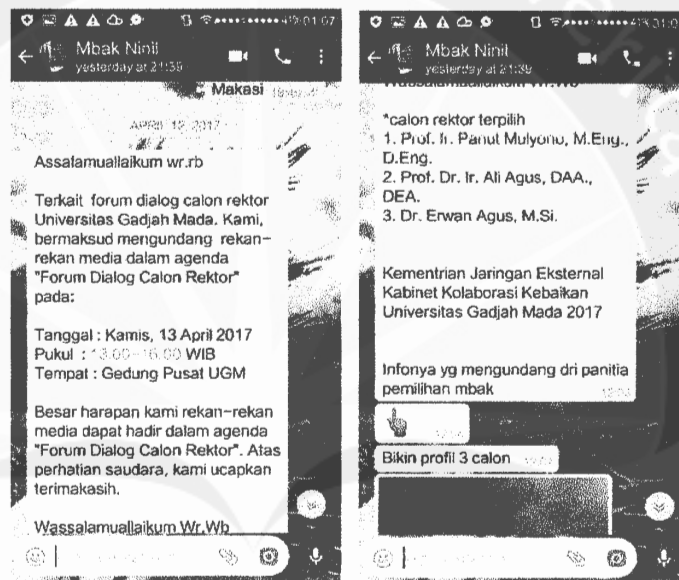 Mbak Ninil
yesterday at 21:39
Makasi
APRIL 12, 2017
Assalamuallaikum wr.rb
Terkait forum dialog calon rektor
Universitas Gadjah Mada. Kami,
bermaksud mengundang rekan-
rekan media dalam agenda
"Forum Dialog Calon Rektor"
pada:
Tanggal : Kamis, 13 April 2017
Pukul : 13.00-16.00 WIB
Tempat : Gedung Pusat UGM
Besar harapan kami rekan-rekan
media dapat hadir dalam agenda
"Forum Dialog Calon Rektor". Atas
perhatian saudara, kami ucapkan
terimakasih.
Wassalamuallaikum Wr.Wb
Mbak Ninil
yesterday at 21:39
Wassalamuallaikum Wr.Wb
*calon rektor terpilih
1. Prof. Ir. Panut Mulyono, M.Eng.,
D.Eng.
2. Prof. Dr. Ir. Ali Agus, DAA.,
DEA.
3. Dr. Erwan Agus, M.Si.
Kementrian Jaringan Eksternal
Kabinet Kolaborasi Kebaikan
Universitas Gadjah Mada 2017
Infonya yg mengundang dri panitia
pemilihan mbak
Bikin profil 3 calon